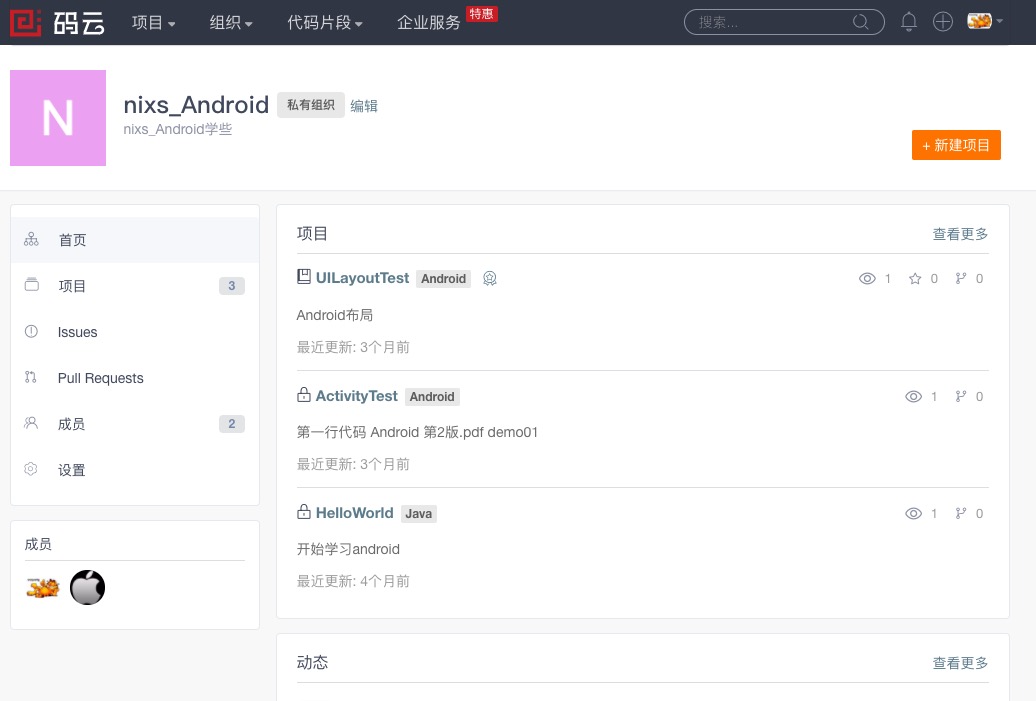 码云 项目 组织 代码片段 企业服务 特惠 搜索...
N
nxs_Android 私有组织 编辑
nixs_Android学些
+ 新建项目
首页
项目 3
Issues
Pull Requests
成员 2
设置
成员
项目 查看更多
UILayoutTest Android 1 0 0
Android布局
最近更新: 3个月前
ActivityTest Android 1 0
第一行代码 Android 第2版.pdf demo01
最近更新: 3个月前
HelloWorld Java 1 0
开始学习android
最近更新: 4个月前
动态 查看更多